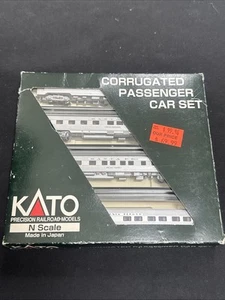 CORRUGATED
PASSENGER
CAR SET
KATO
PRECISION RAILROAD MODELS
N Scale
Made in Japan